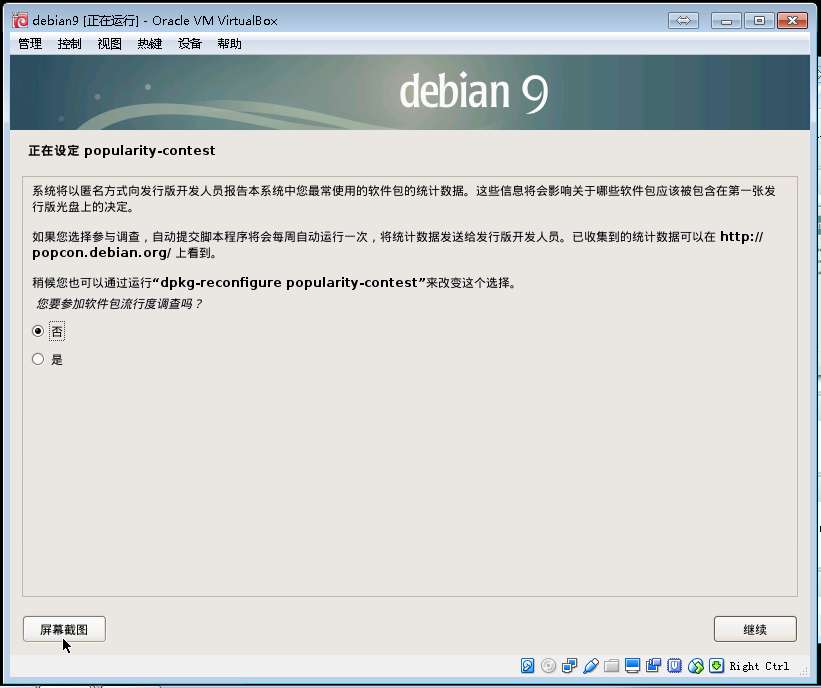 debian9 [正在运行] - Oracle VM VirtualBox
管理 控制 视图 热键 设备 帮助
debian 9
正在设定 popularity-contest
系统将以匿名方式向发行版开发人员报告本系统中您最常使用的软件包的统计数据。这些信息将会影响关于哪些软件包应该被包含在第一张发
行版光盘上的决定。
如果您选择参与调查，自动提交脚本程序将会每周自动运行一次，将统计数据发送给发行版开发人员。已收集到的统计数据可以在 http://
popcon.debian.org/ 上看到。
稍候您也可以通过运行“dpkg-reconfigure popularity-contest”来改变这个选择。
您要参加软件包流行度调查吗？
否
是
屏幕截图
继续
Right Ctrl